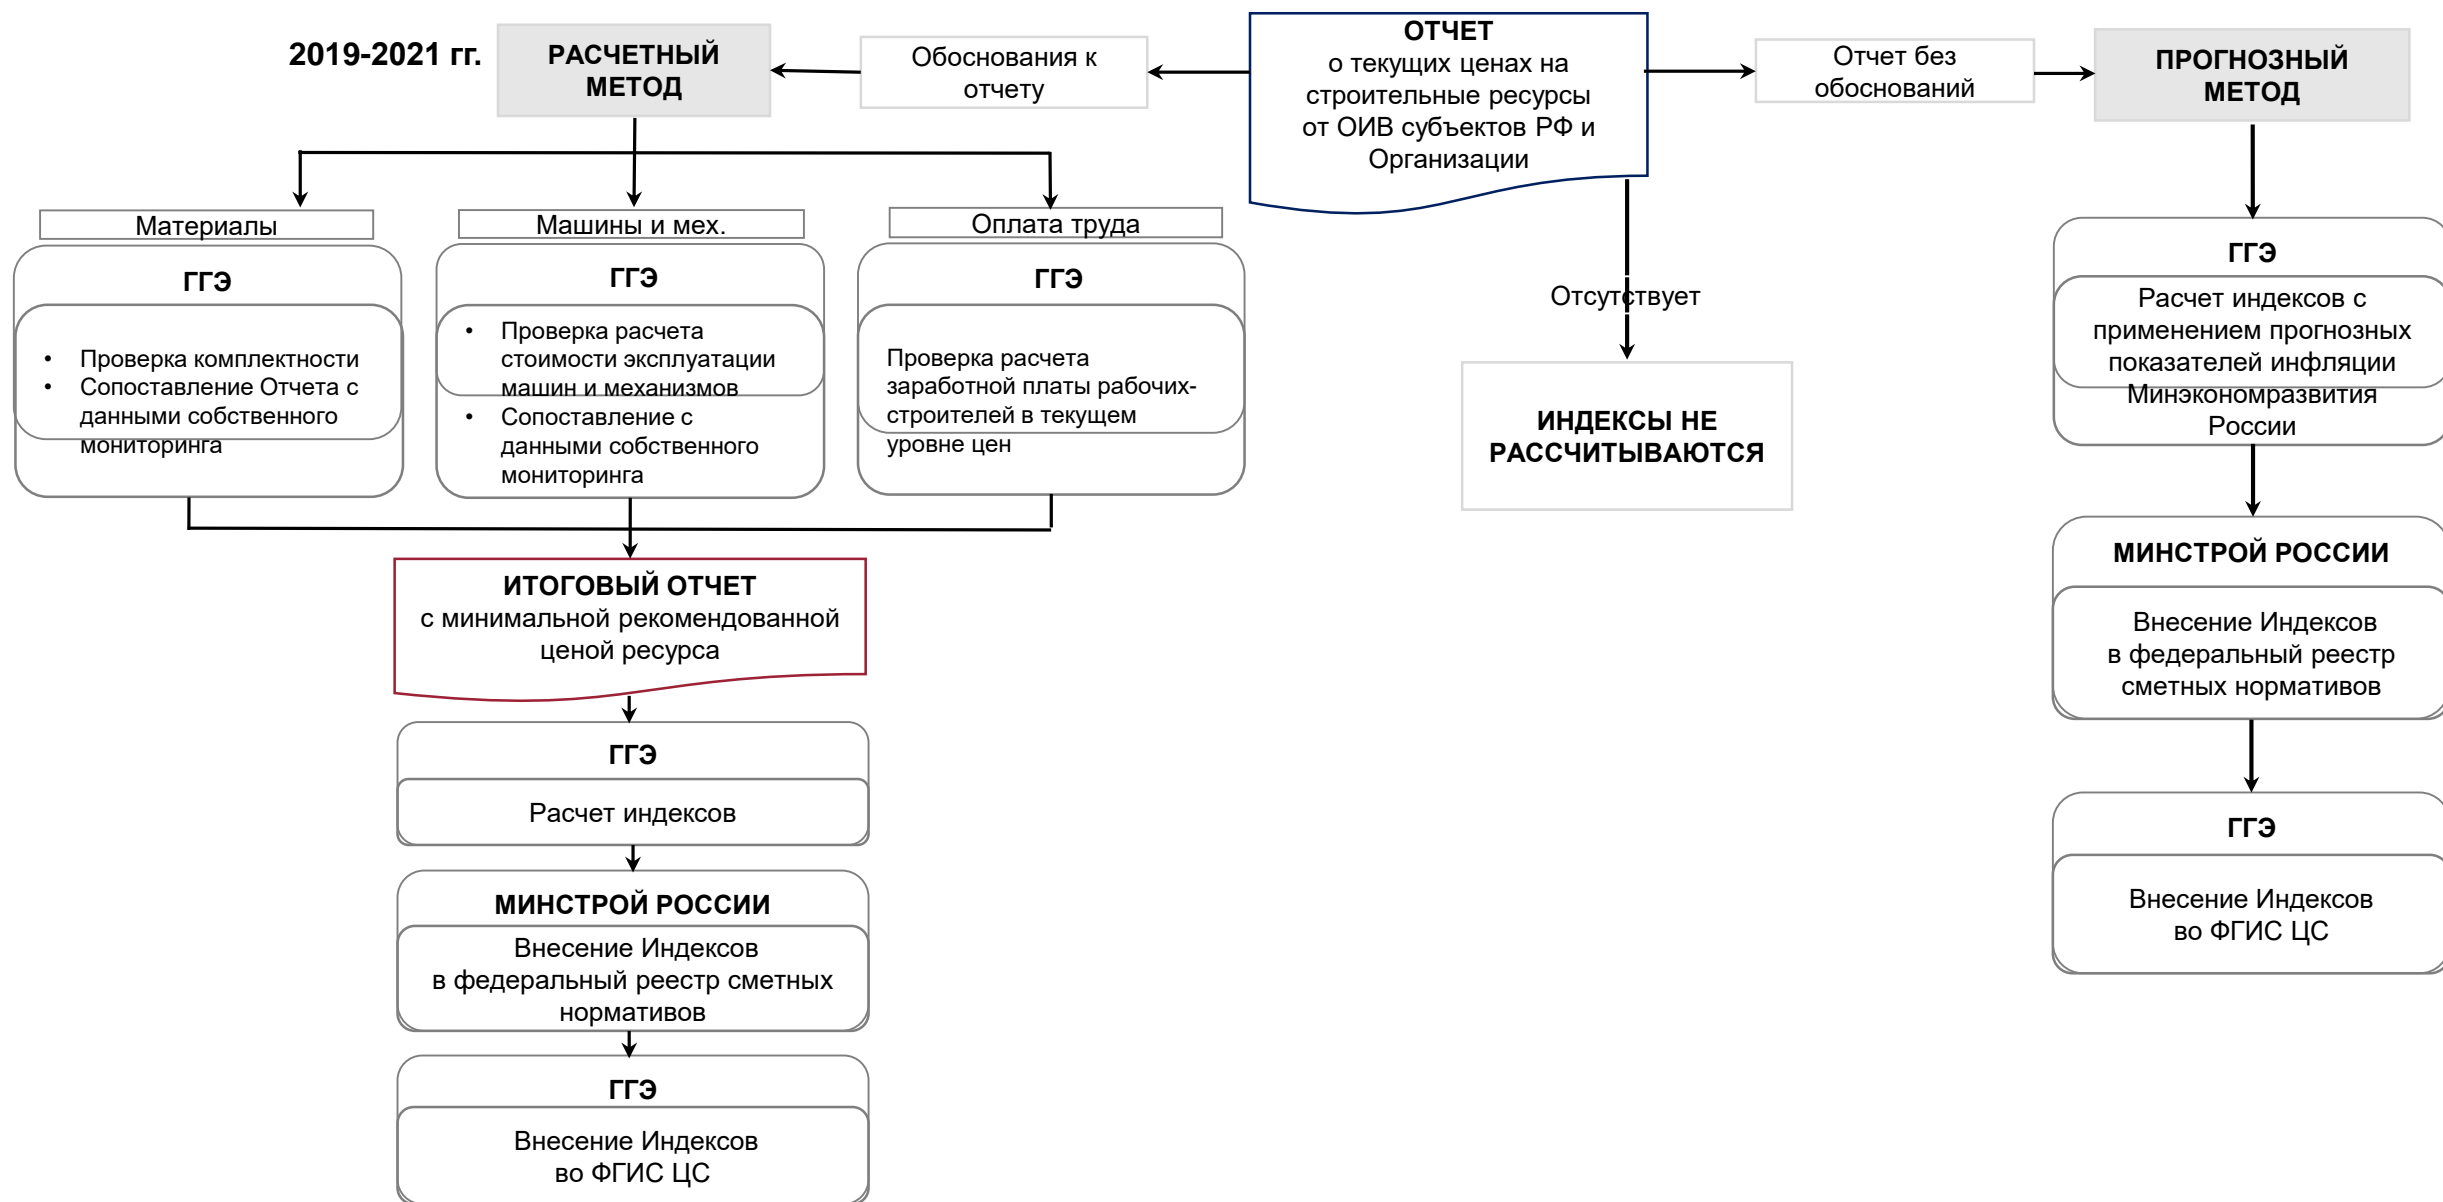 2019-2021 гг.
РАСЧЕТНЫЙ
МЕТОД
Обоснования к
отчету
ОТЧЕТ
о текущих ценах на
строительные ресурсы
от ОИВ субъектов РФ и
Организации
Отчет без
обоснований
ПРОГНОЗНЫЙ
МЕТОД
Материалы
ГГЭ
• Проверка комплектности
• Сопоставление Отчета с
данными собственного
мониторинга
Машины и мех.
ГГЭ
• Проверка расчета
стоимости эксплуатации
машин и механизмов
• Сопоставление с
данными собственного
мониторинга
Оплата труда
ГГЭ
Проверка расчета
заработной платы рабочих-
строителей в текущем
уровне цен
Отсутствует
ИНДЕКСЫ НЕ
РАССЧИТЫВАЮТСЯ
ГГЭ
Расчет индексов с
применением прогнозных
показателей инфляции
Минэкономразвития
России
МИНСТРОЙ РОССИИ
Внесение Индексов
в федеральный реестр
сметных нормативов
ГГЭ
Внесение Индексов
во ФГИС ЦС
ИТОГОВЫЙ ОТЧЕТ
с минимальной рекомендованной
ценой ресурса
ГГЭ
Расчет индексов
МИНСТРОЙ РОССИИ
Внесение Индексов
в федеральный реестр сметных
нормативов
ГГЭ
Внесение Индексов
во ФГИС ЦС